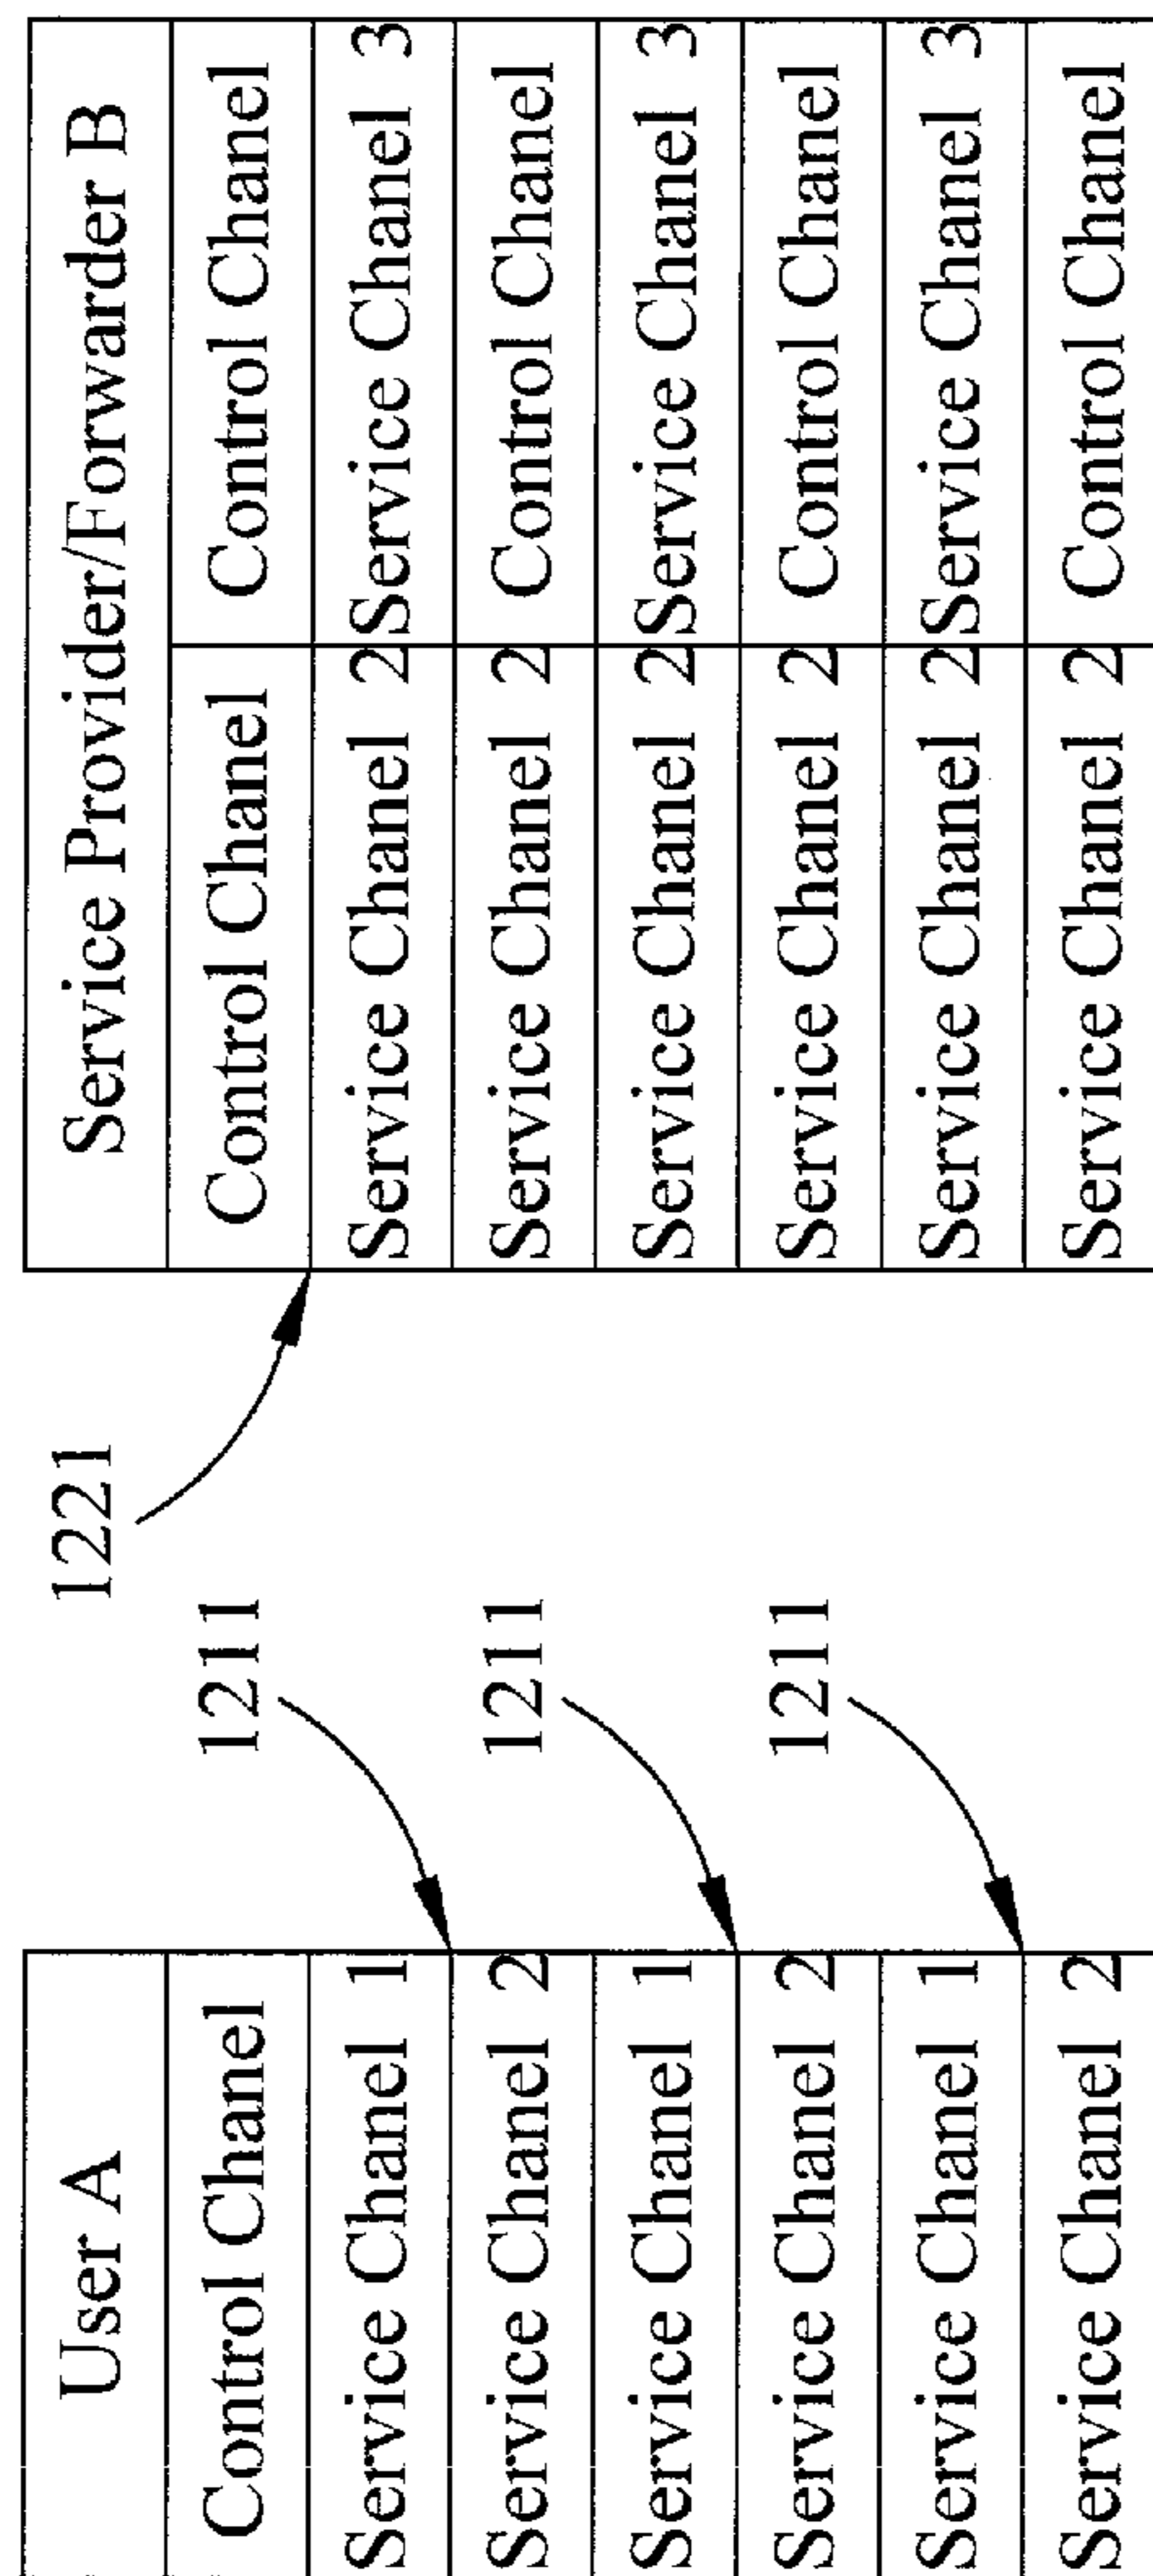 User A 1221 Service Provider/Forwarder B
Control Chanel 1211 Control Chanel Control Chanel
Service Chanel 1 Service Chanel 2 Service Chanel 3
Service Chanel 2 1211 Service Chanel 2 Control Chanel
Service Chanel 1 Service Chanel 2 Service Chanel 3
Service Chanel 2 1211 Service Chanel 2 Control Chanel
Service Chanel 1 Service Chanel 2 Service Chanel 3
Service Chanel 2 Service Chanel 2 Control Chanel